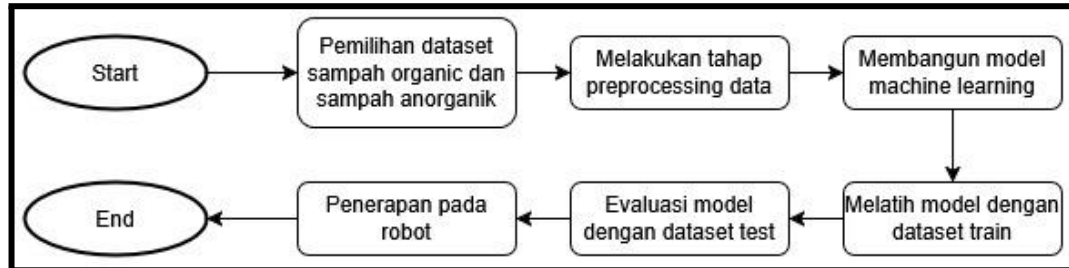 Start
Pemilihan dataset
sampah organic dan
sampah anorganik
Melakukan tahap
preprocessing data
Membangun model
machine learning
Melatih model dengan
dataset train
Evaluasi model
dengan dataset test
Penerapan pada
robot
End